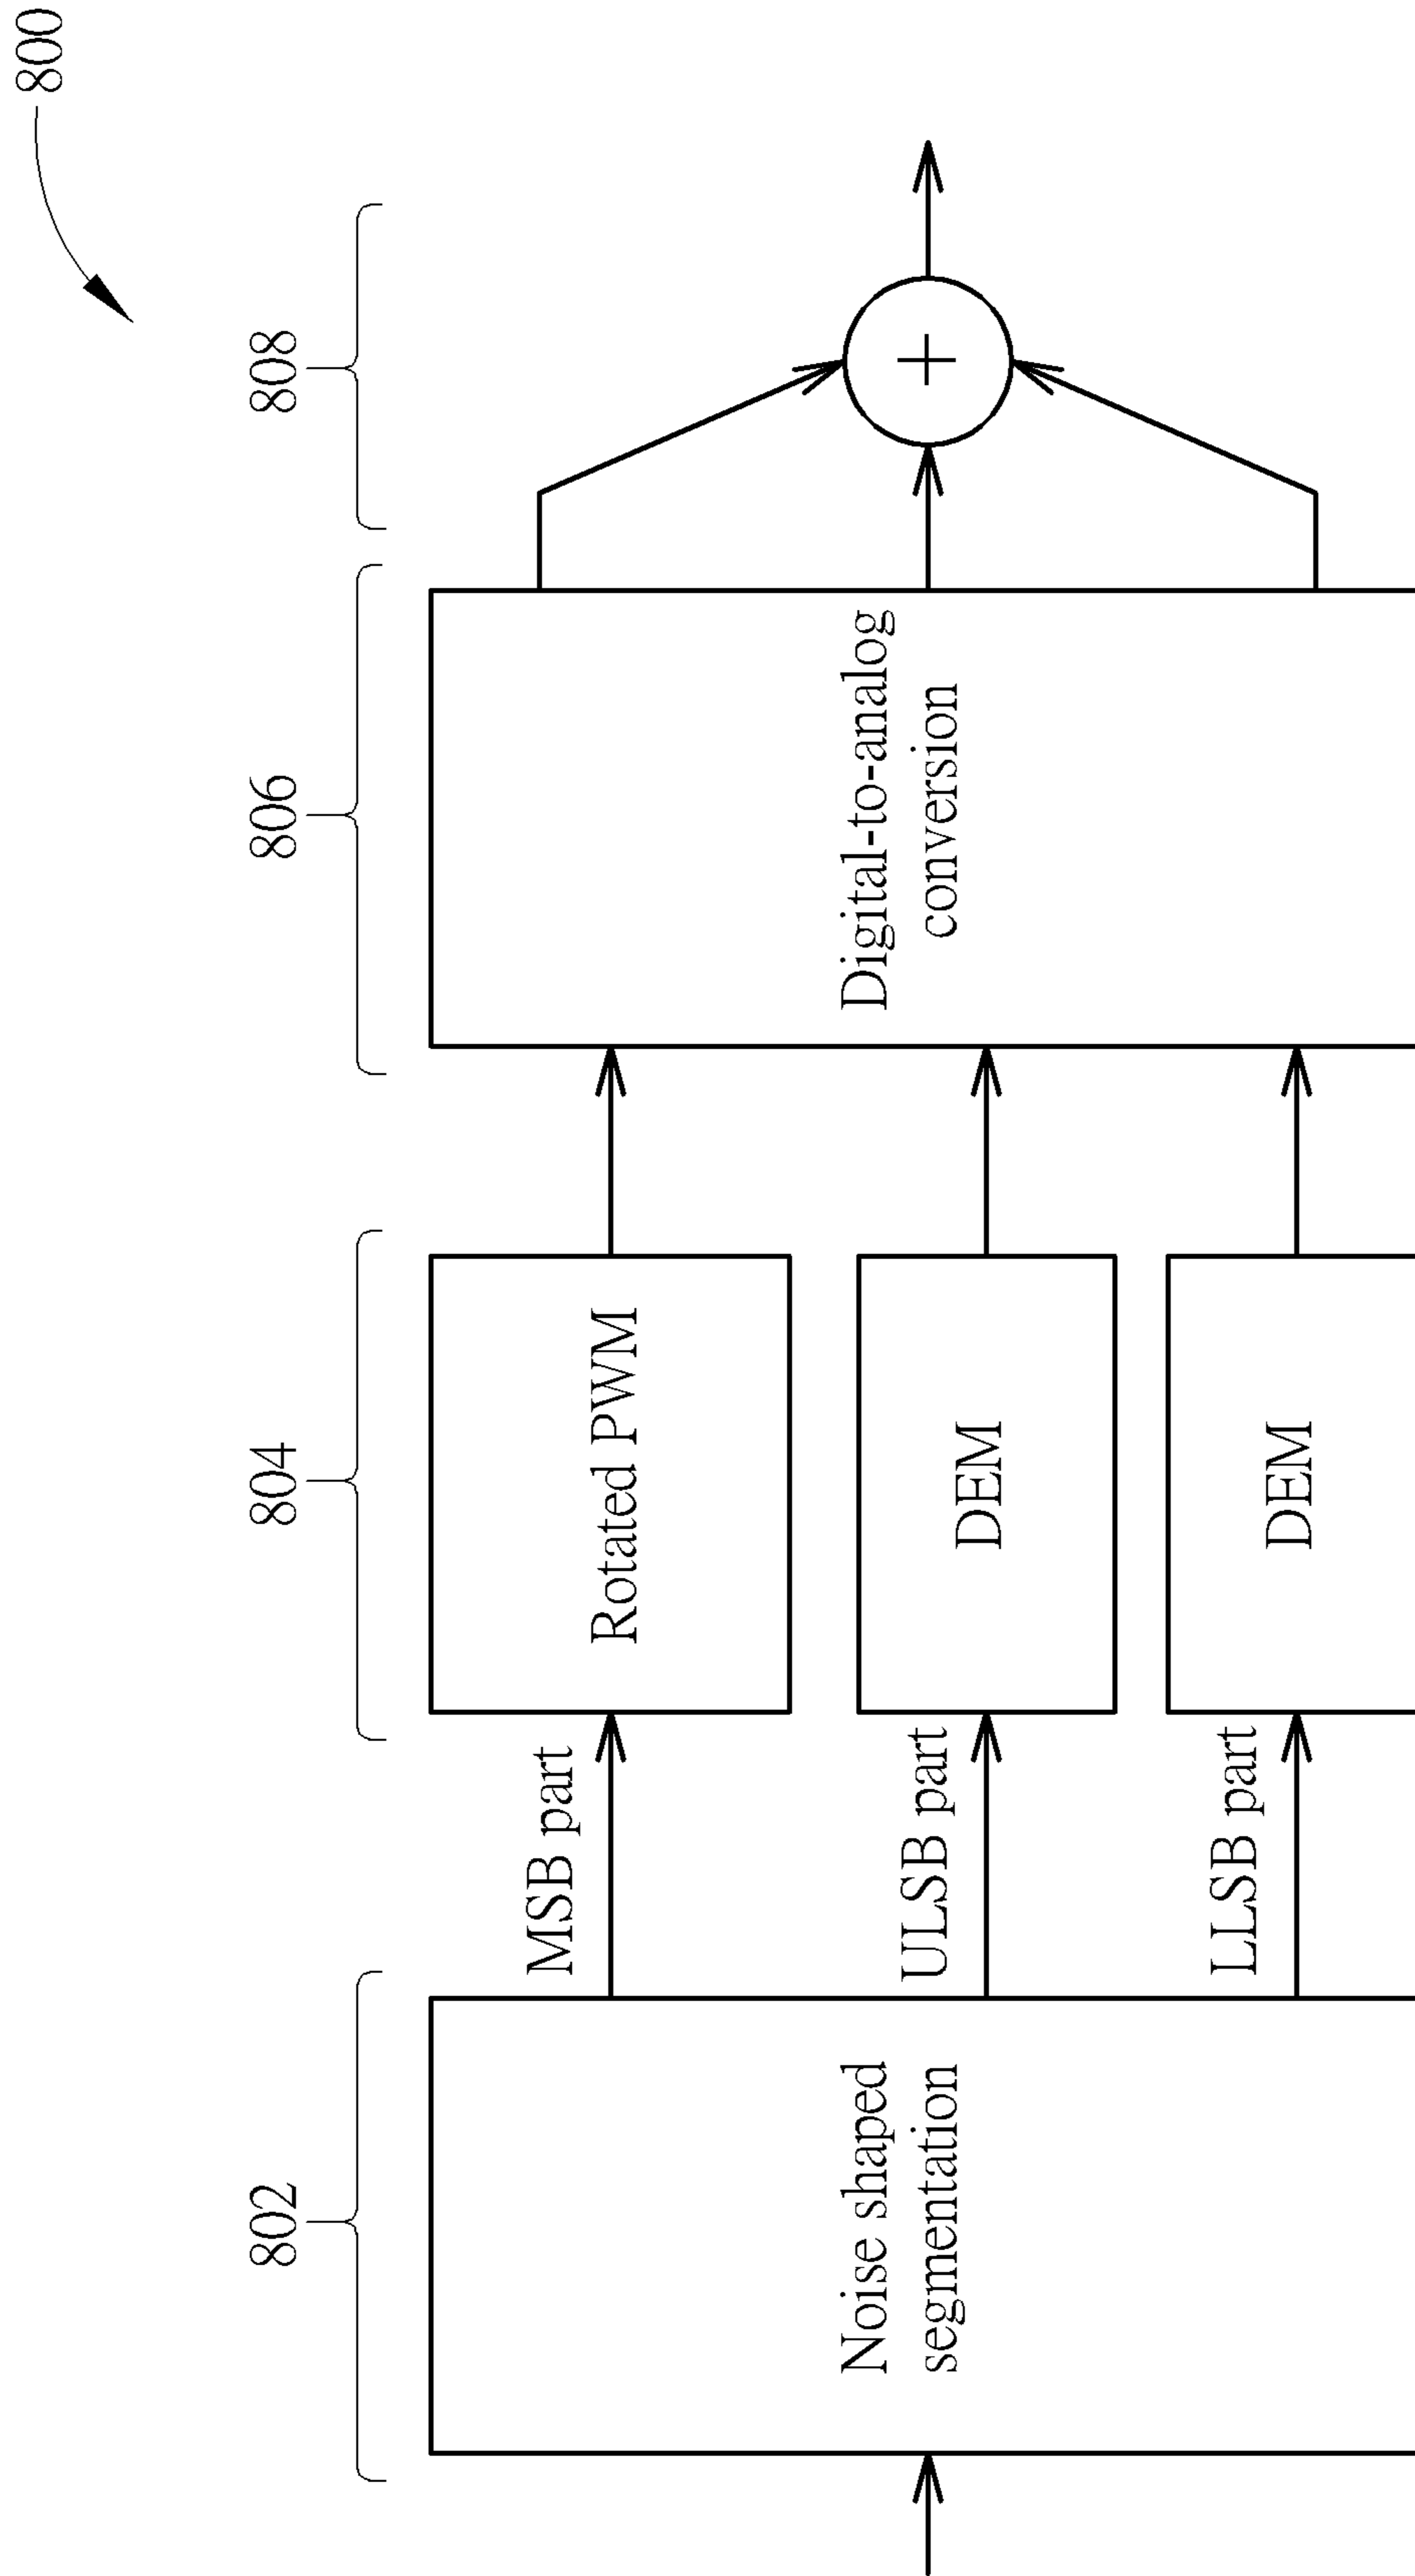 800
802
804
806
808
Noise shaped
segmentation
MSB part
ULSB part
LLSB part
Rotated PWM
DEM
DEM
Digital-to-analog
conversion
+